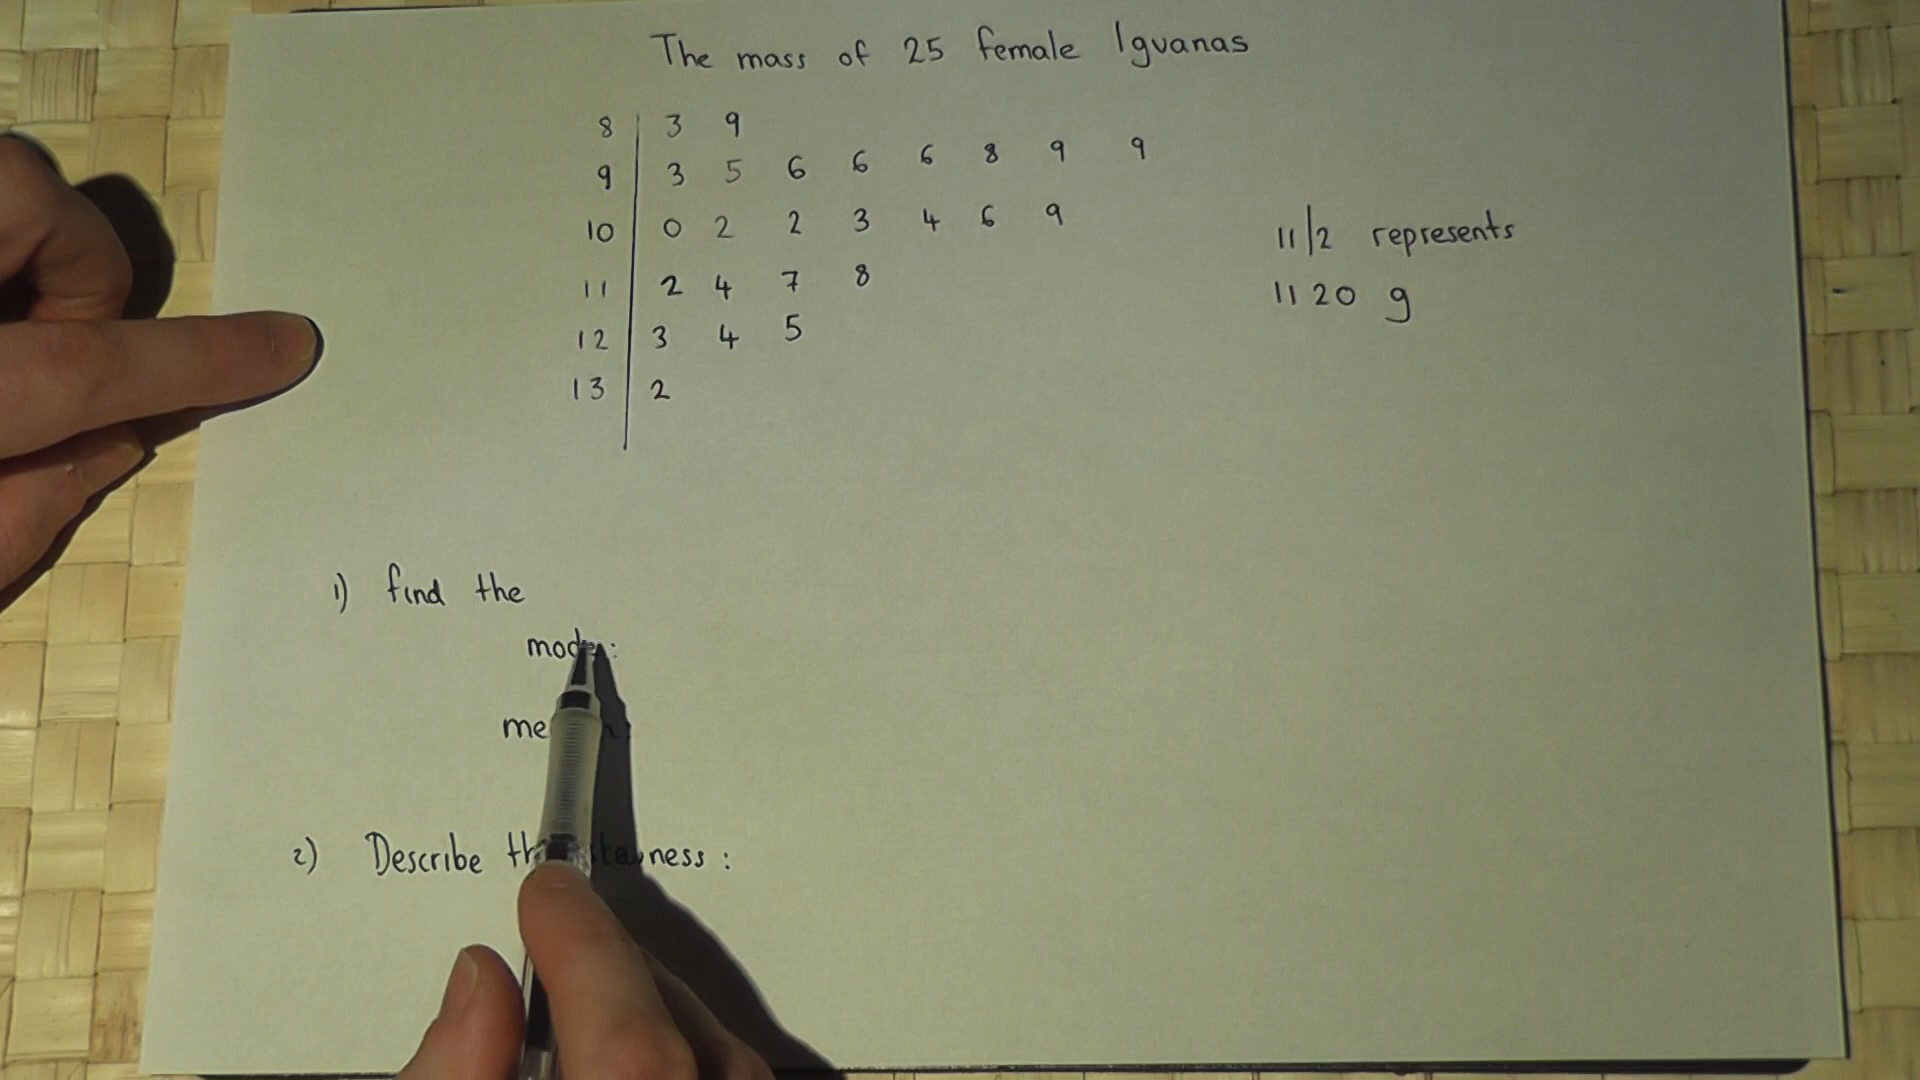 The mass of 25 female Iguanas
8 | 3 9
9 | 3 5 6 6 6 8 9 9
10 | 0 2 2 3 4 6 9
11 | 2 4 7 8
12 | 3 4 5
13 | 2
11|2 represents
1120 g
1) find the
mode:
2) Describe